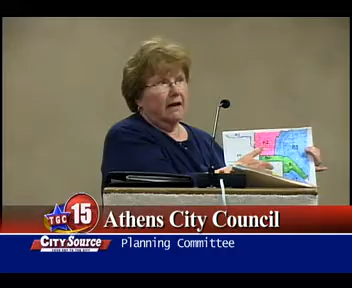 TGC
15
CITY SOURCE
Athens City Council
Planning Committee